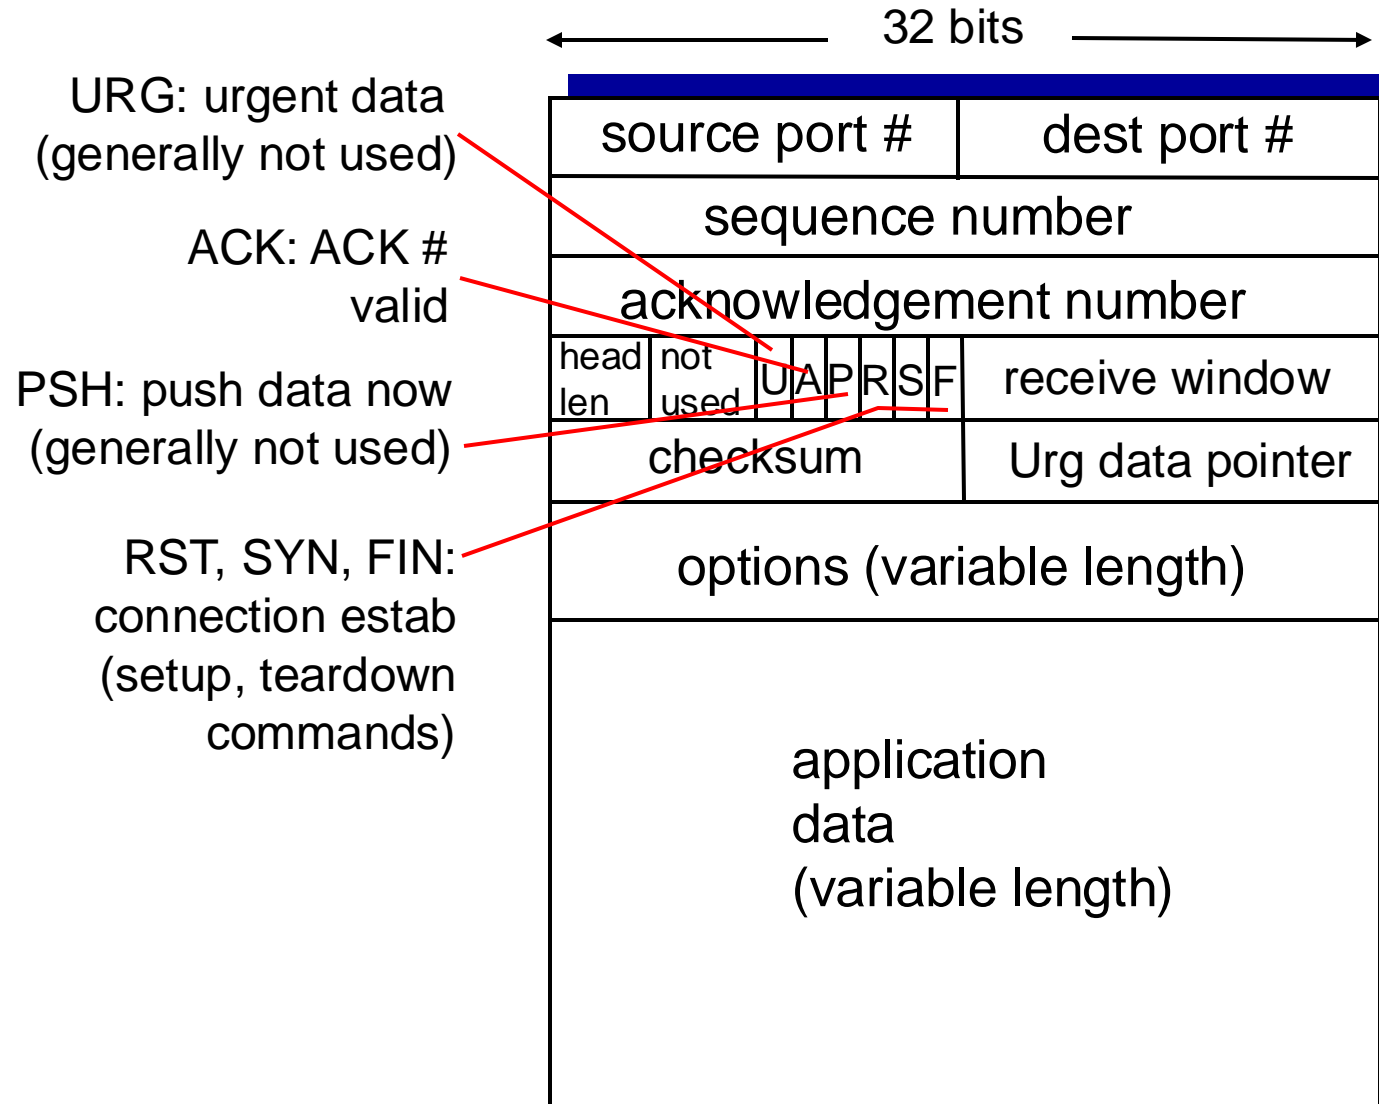 32 bits
URG: urgent data
(generally not used)
ACK: ACK #
valid
PSH: push data now
(generally not used)
RST, SYN, FIN:
connection estab
(setup, teardown
commands)
source port #
dest port #
sequence number
acknowledgement number
head
len
not
used
U A P R S F
receive window
checksum
Urg data pointer
options (variable length)
application
data
(variable length)